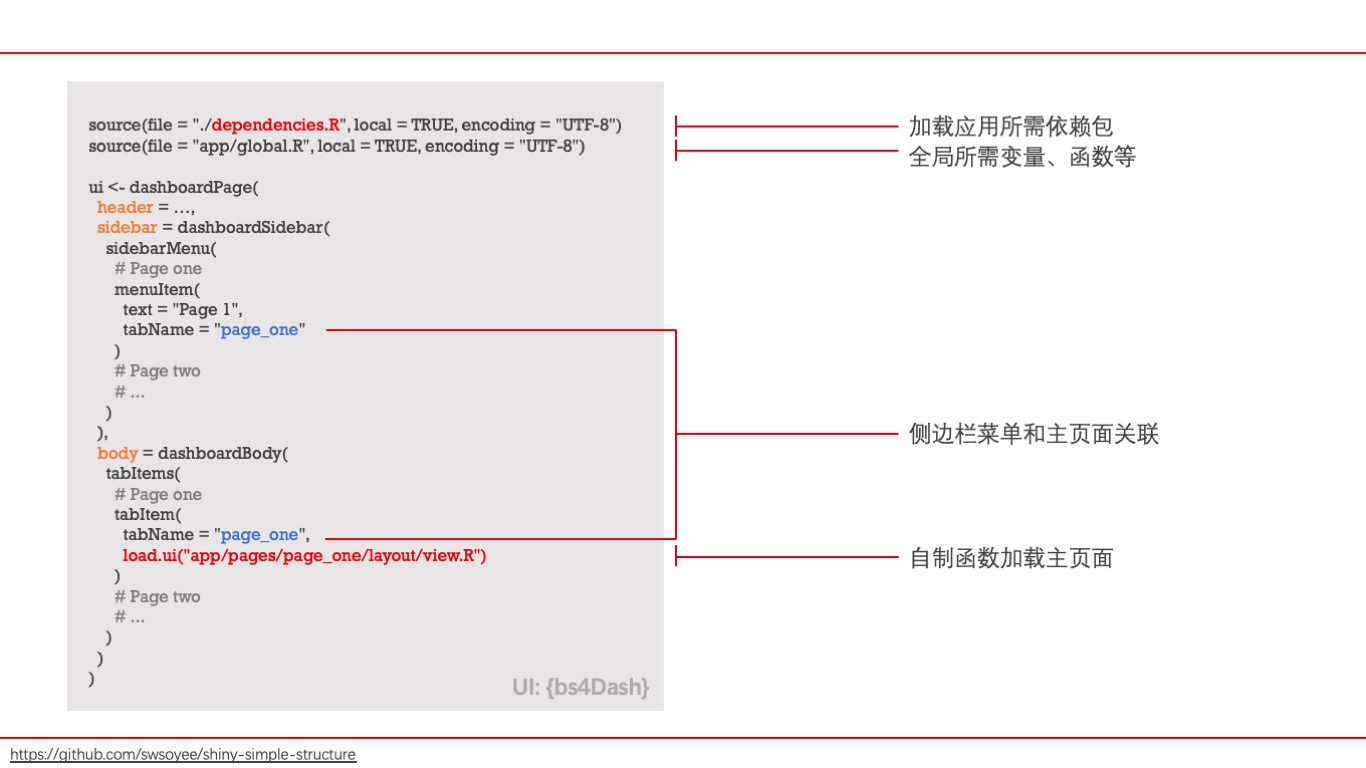 source(file = "./dependencies.R", local = TRUE, encoding = "UTF-8")
source(file = "app/global.R", local = TRUE, encoding = "UTF-8")
加载应用所需依赖包
全局所需变量、函数等
ui <- dashboardPage(
header = …,
sidebar = dashboardSidebar(
sidebarMenu(
# Page one
menuItem(
text = "Page 1",
tabName = "page_one"
)
# Page two
# ...
)
),
侧边栏菜单和主页面关联
body = dashboardBody(
tabItems(
# Page one
tabItem(
tabName = "page_one",
load.ui("app/pages/page_one/layout/view.R")
自制函数加载主页面
)
# Page two
# ...
)
)
)
UI: {bs4Dash}
https://github.com/swsoyee/shiny-simple-structure